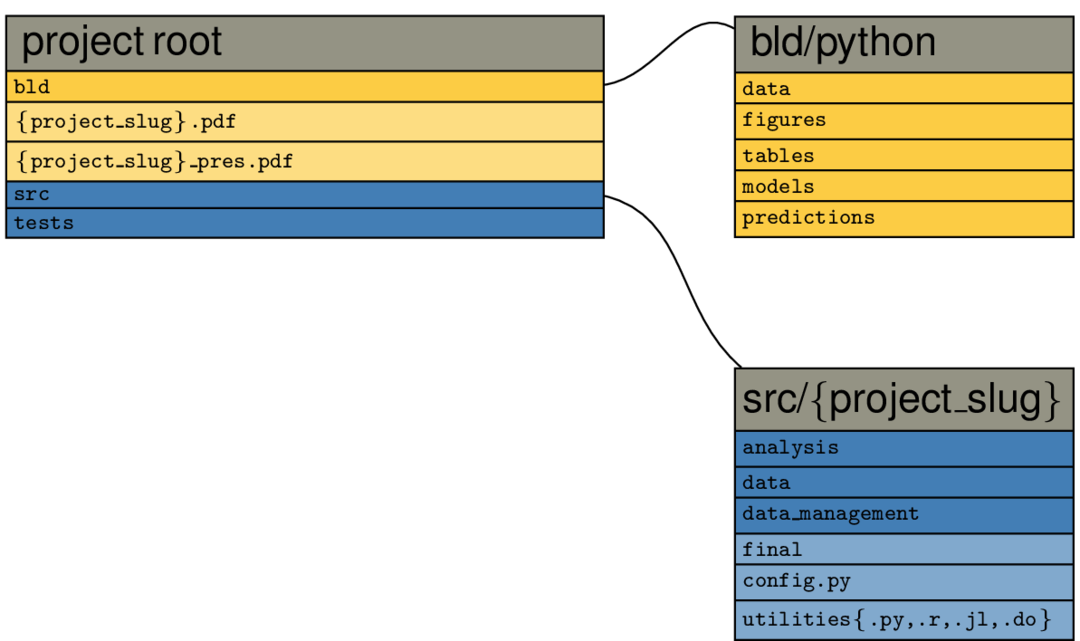 project root
bld
{project_slug}.pdf
{project_slug}_pres.pdf
src
tests
bld/python
data
figures
tables
models
predictions
src/{project_slug}
analysis
data
data_management
final
config.py
utilities{.py,.r,.jl,.do}